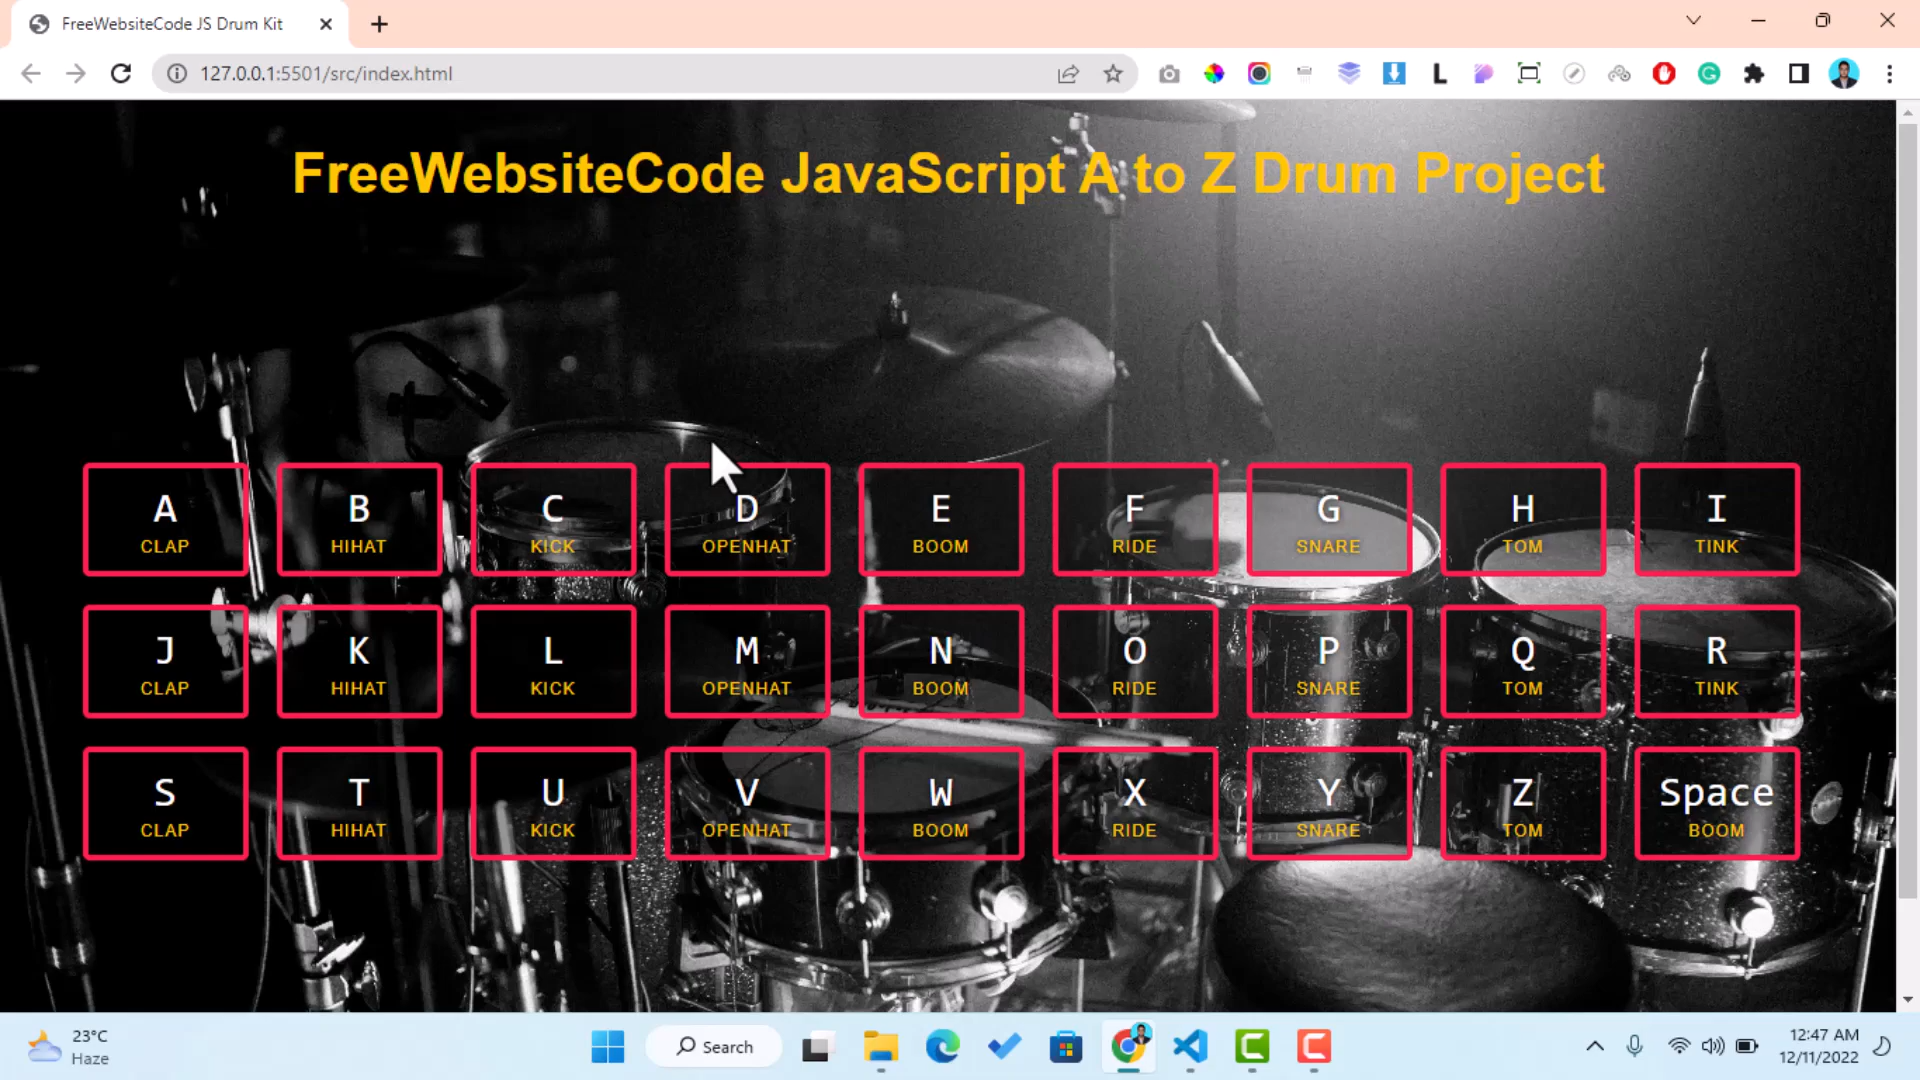 FreeWebsiteCode JS Drum Kit
127.0.0.1:5501/src/index.html
FreeWebsiteCode JavaScript A to Z Drum Project
A B C D E F G H I
CLAP HIHAT KICK OPENHAT BOOM RIDE SNARE TOM TINK
J K L M N O P Q R
CLAP HIHAT KICK OPENHAT BOOM RIDE SNARE TOM TINK
S T U V W X Y Z Space
CLAP HIHAT KICK OPENHAT BOOM RIDE SNARE TOM BOOM
23°C
Haze
Search
12:47 AM
12/11/2022